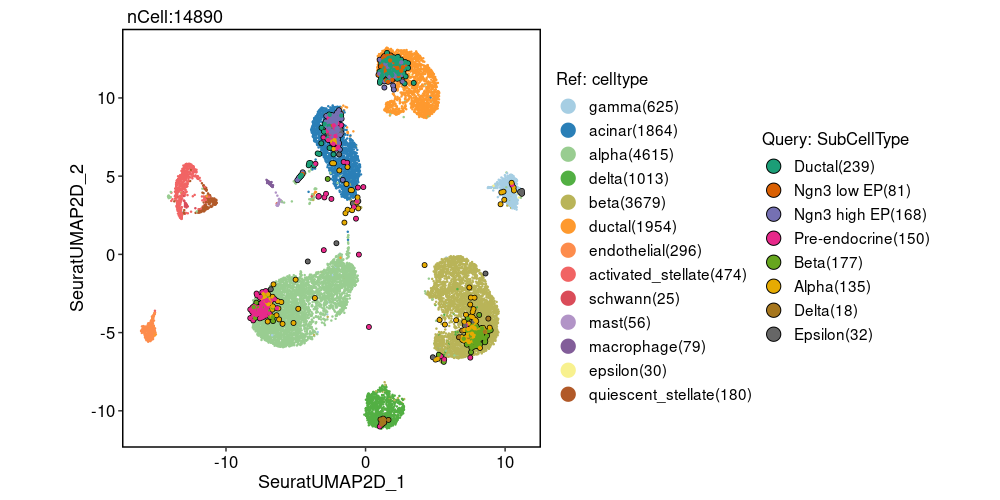 nCell:14890
10
5
0
-5
-10
SeuratUMAP2D_2
-10
0
10
SeuratUMAP2D_1
Ref: celltype
gamma(625)
acinar(1864)
alpha(4615)
delta(1013)
beta(3679)
ductal(1954)
endothelial(296)
activated_stellate(474)
schwann(25)
mast(56)
macrophage(79)
epsilon(30)
quiescent_stellate(180)
Query: SubCellType
Ductal(239)
Ngn3 low EP(81)
Ngn3 high EP(168)
Pre-endocrine(150)
Beta(177)
Alpha(135)
Delta(18)
Epsilon(32)